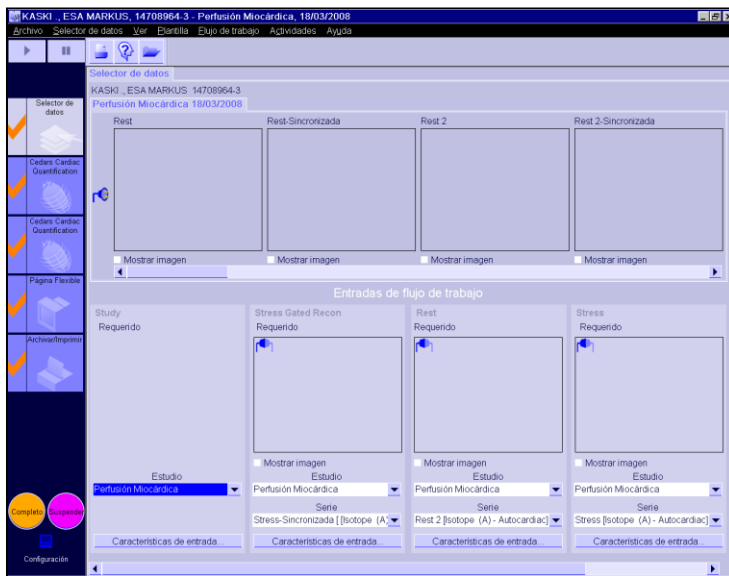 KASKI ., ESA MARKUS, 14708964-3 - Perfusión Miocárdica, 18/03/2008
Archivo Selector de datos Ver Plantilla Flujo de trabajo Actividades Ayuda
Selector de datos
KASKI ., ESA MARKUS 14708964-3
Perfusión Miocárdica 18/03/2008
Rest Rest-Sincronizada Rest 2 Rest 2-Sincronizada
Mostrar imagen Mostrar imagen Mostrar imagen Mostrar imagen
Selector de
datos
Cedars Cardiac
Quantification
Cedars Cardiac
Quantification
Página Flexible
Archivar/Imprimir
Completo Suspender
Configuración
Entradas de flujo de trabajo
Study
Requerido
Estudio
Perfusión Miocárdica
Características de entrada...
Stress Gated Recon
Requerido
Mostrar imagen
Estudio
Perfusión Miocárdica
Serie
Stress-Sincronizada [ [Isotope (A)
Características de entrada...
Rest
Requerido
Mostrar imagen
Estudio
Perfusión Miocárdica
Serie
Rest 2 [Isotope (A) - Autocardiac]
Características de entrada...
Stress
Requerido
Mostrar imagen
Estudio
Perfusión Miocárdica
Serie
Stress [Isotope (A) - Autocardiac]
Características de entrada...